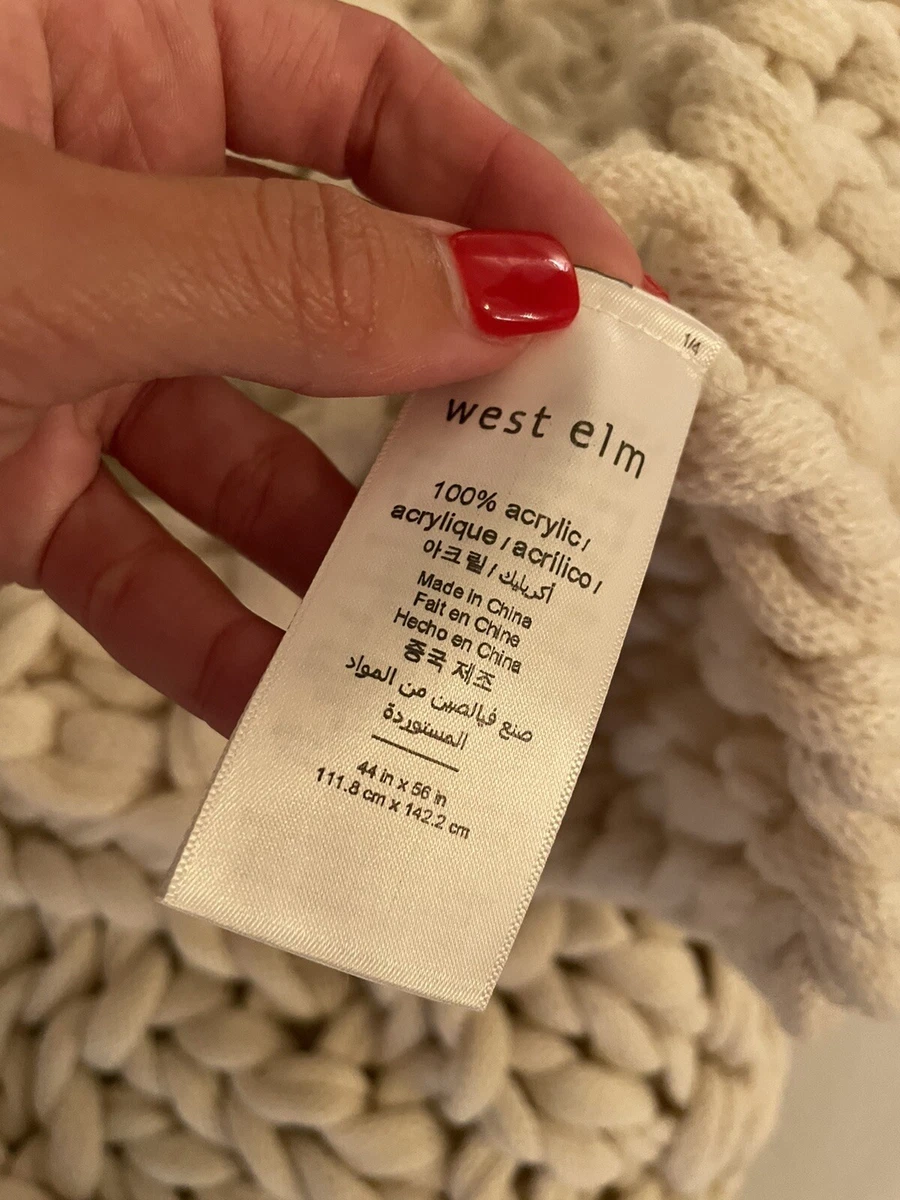 1/4
west elm
100% acrylic /
acrylique / acrílico /
아크릴 / أكريليك
Made in China
Fait en Chine
Hecho en China
중국 제조
صنع فيالصين من المواد
المستوردة
44 in x 56 in
111.8 cm x 142.2 cm